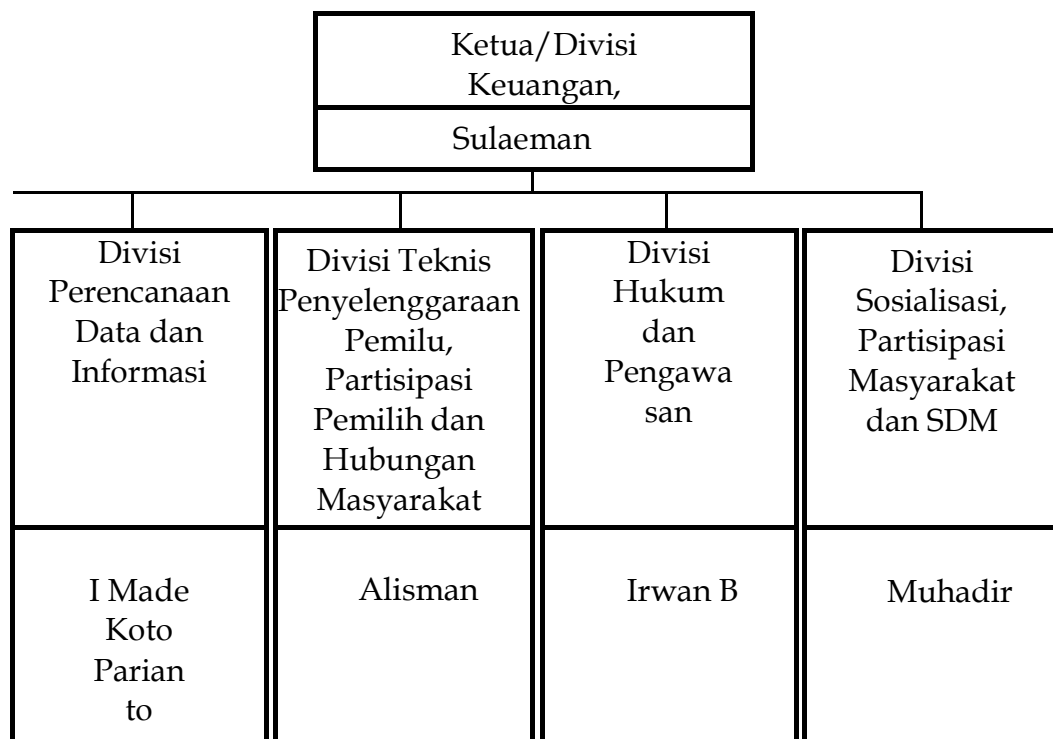 Ketua/Divisi
Keuangan,
Sulaeman
Divisi
Perencanaan
Data dan
Informasi
I Made
Koto
Parian
to
Divisi Teknis
Penyelenggaraan
Pemilu,
Partisipasi
Pemilih dan
Hubungan
Masyarakat
Alisman
Divisi
Hukum
dan
Pengawa
san
Irwan B
Divisi
Sosialisasi,
Partisipasi
Masyarakat
dan SDM
Muhadir